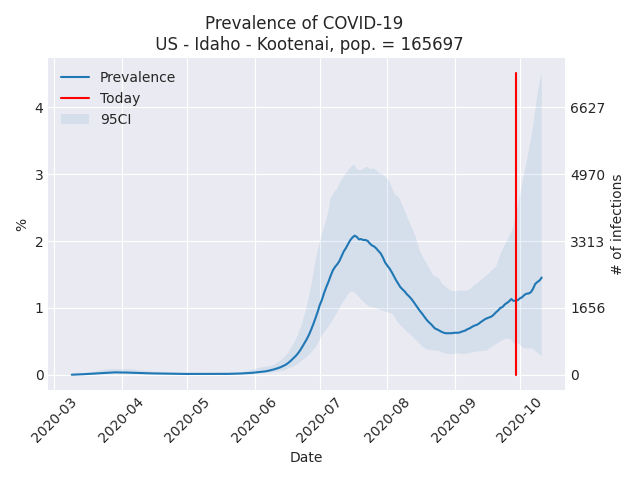 Prevalence of COVID-19
US - Idaho - Kootenai, pop. = 165697
Prevalence
Today
95CI
4
3
2
1
0
%
6627
4970
3313
1656
0
# of infections
2020-03
2020-04
2020-05
2020-06
2020-07
2020-08
2020-09
2020-10
Date